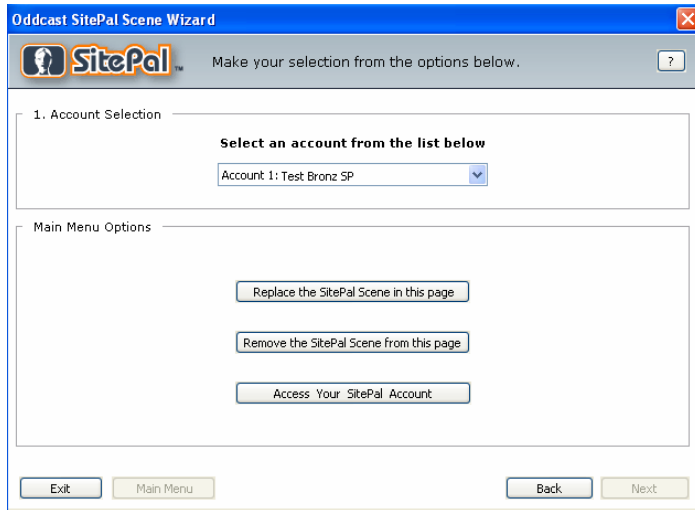 Oddcast SitePal Scene Wizard
SitePal™ Make your selection from the options below. ?
1. Account Selection
Select an account from the list below
Account 1: Test Bronz SP
Main Menu Options
Replace the SitePal Scene in this page
Remove the SitePal Scene from this page
Access Your SitePal Account
Exit Main Menu Back Next